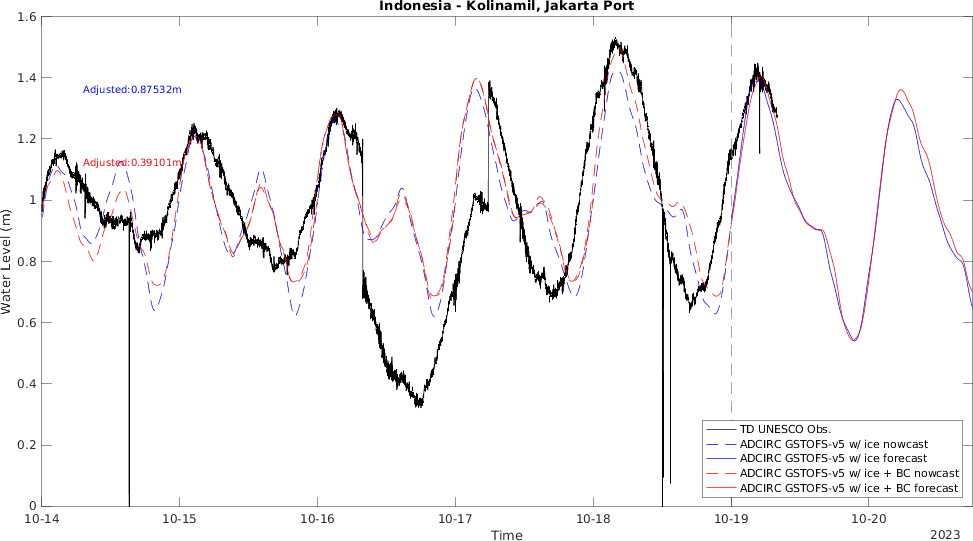 Indonesia - Kolinamil, Jakarta Port
1.6
1.4
1.2
1
0.8
0.6
0.4
0.2
0
Water Level (m)
Adjusted:0.87532m
Adjusted:0.39101m
TD UNESCO Obs.
ADCIRC GSTOFS-v5 w/ ice nowcast
ADCIRC GSTOFS-v5 w/ ice forecast
ADCIRC GSTOFS-v5 w/ ice + BC nowcast
ADCIRC GSTOFS-v5 w/ ice + BC forecast
10-14 10-15 10-16 10-17 10-18 10-19 10-20
Time
2023